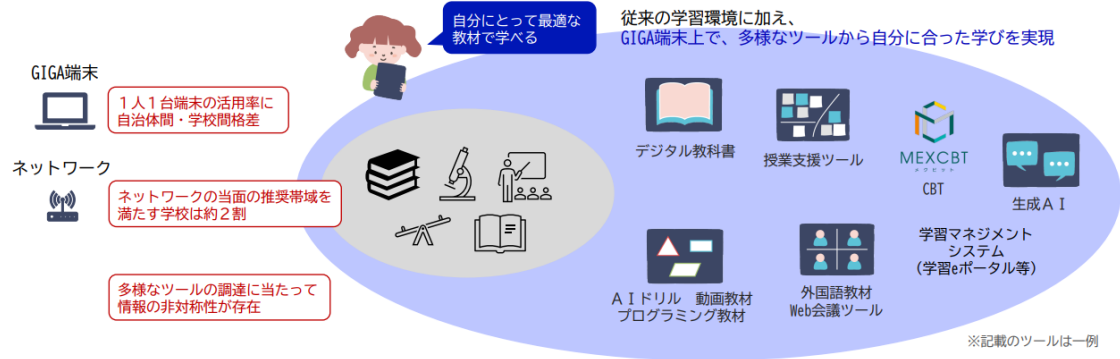 自分にとって最適な
教材で学べる
従来の学習環境に加え、
GIGA端末上で、多様なツールから自分に合った学びを実現
GIGA端末
１人１台端末の活用率に
自治体間・学校間格差
ネットワーク
ネットワークの当面の推奨帯域を
満たす学校は約２割
多様なツールの調達に当たって
情報の非対称性が存在
デジタル教科書
授業支援ツール
MEXCBT
メクビット
CBT
生成ＡＩ
ＡＩドリル　動画教材
プログラミング教材
外国語教材
Web会議ツール
学習マネジメント
システム
（学習eポータル等）
※記載のツールは一例